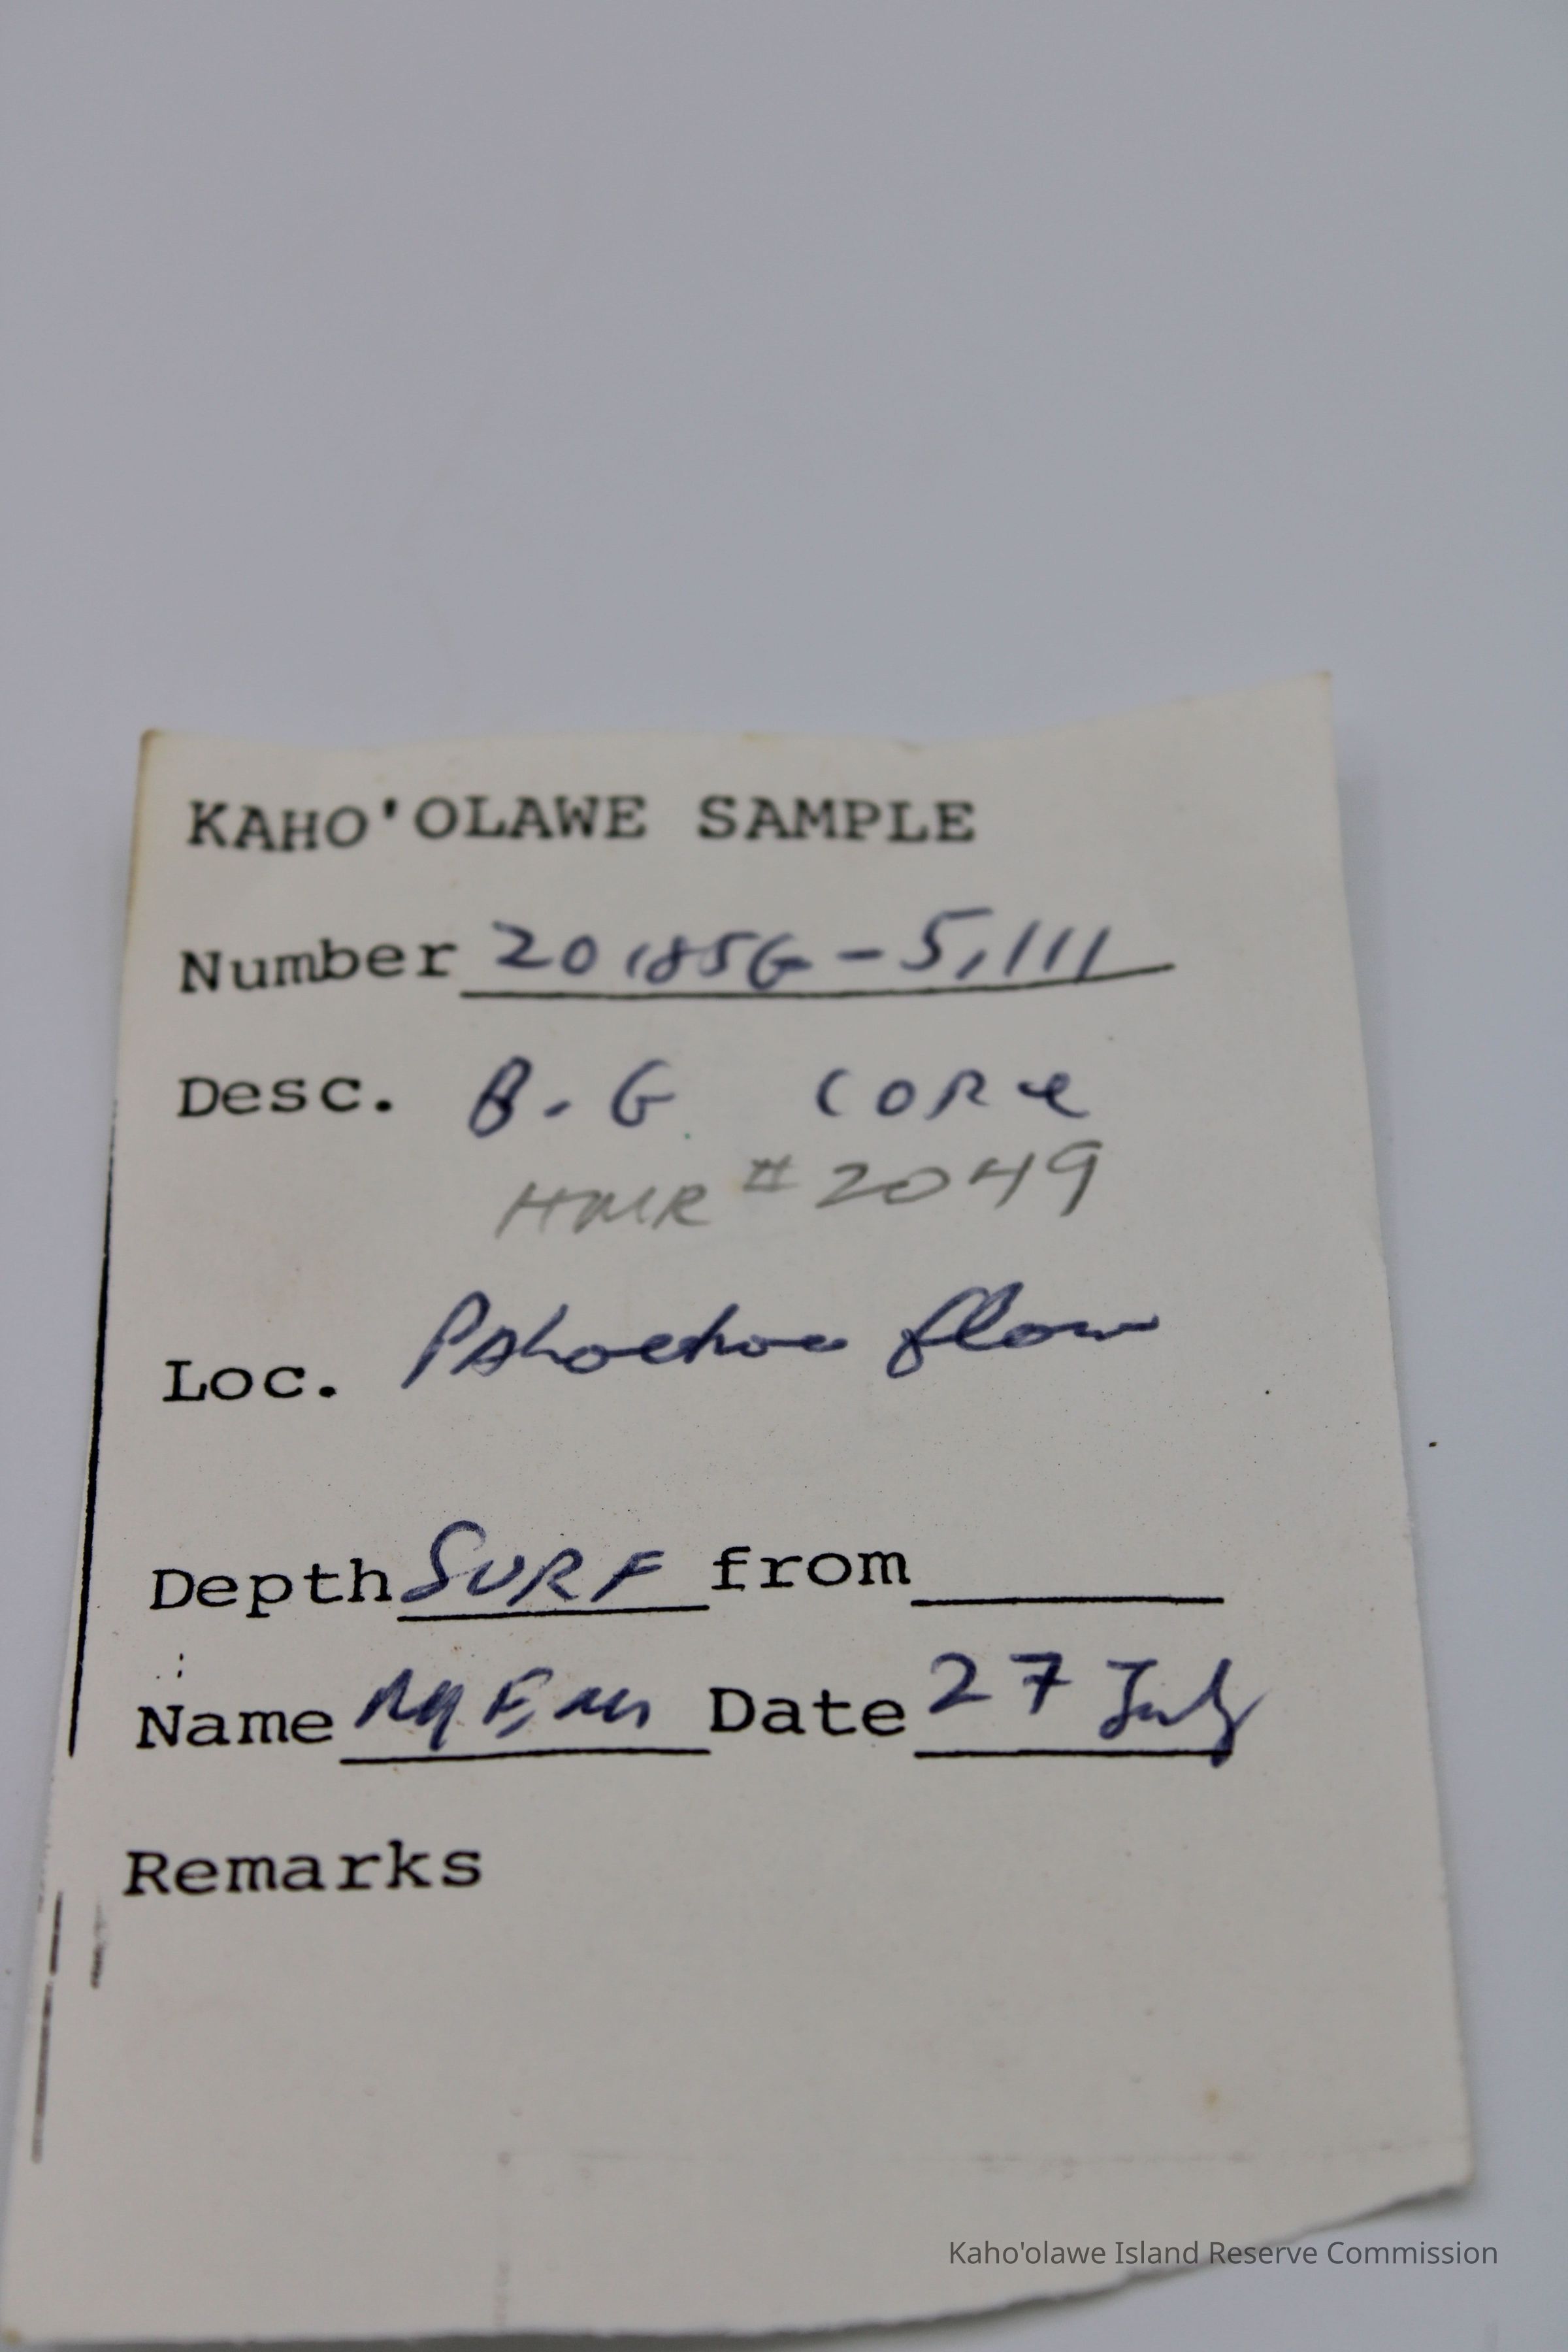 KAHO'OLAWE SAMPLE
Number 20185G-5,111
Desc. B.G CORE
HMR #2049
Loc. PAhoehoe flow
Depth SURF from
Name Date 27 July
Remarks
Kaho'olawe Island Reserve Commission